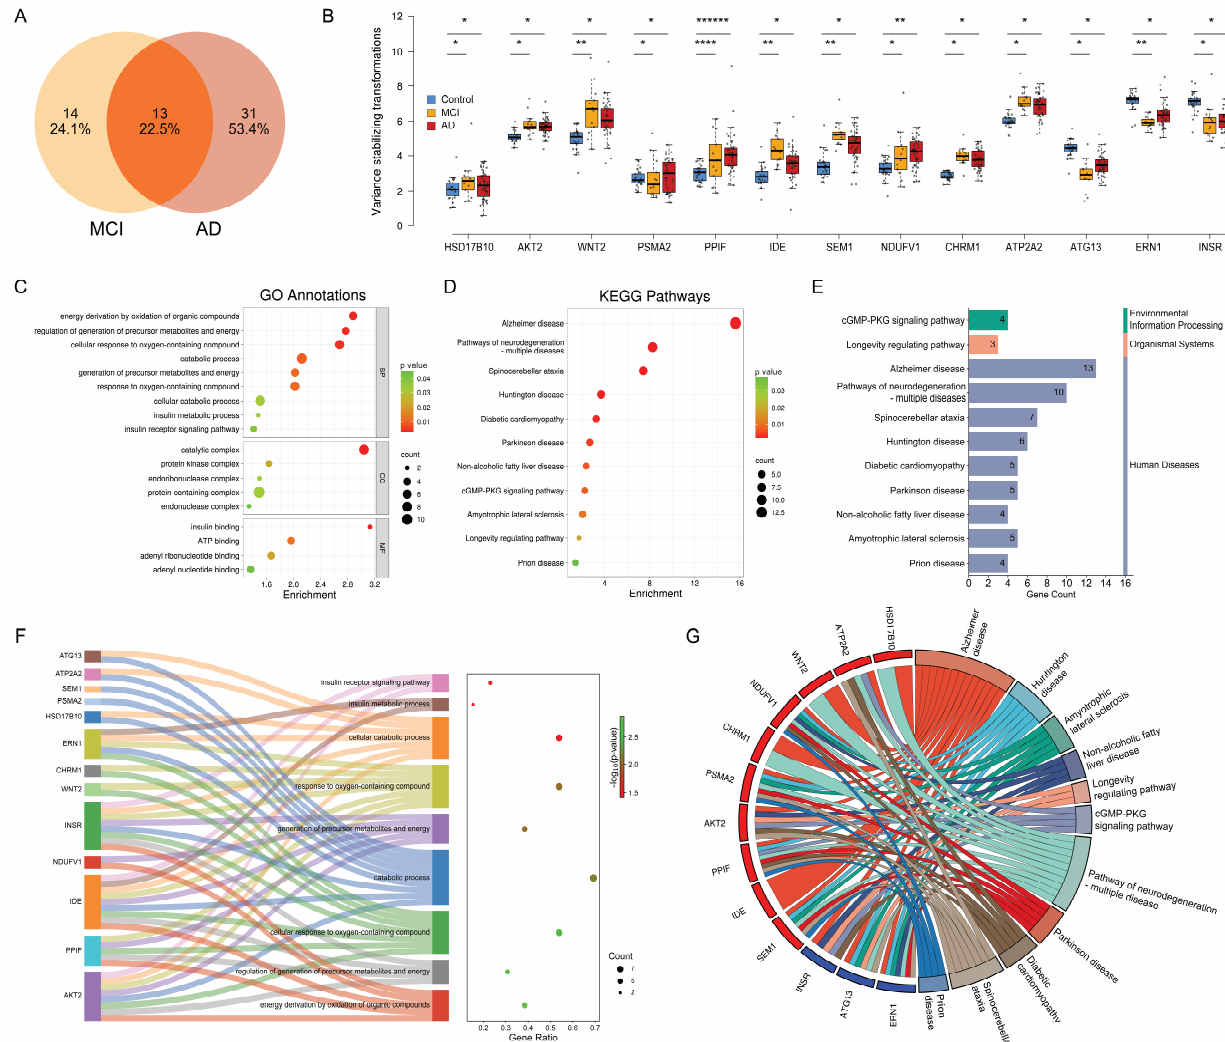 A
14
24.1%
13
22.5%
31
53.4%
MCI
AD
B
Variance stabilizing transformations
12
10
8
6
4
2
0
Control
MCI
AD
* * * * ****** * * ** * * * * *
* * ** * **** ** ** * * * * ** *
HSD17B10 AKT2 WNT2 PSMA2 PPIF IDE SEM1 NDUFV1 CHRM1 ATP2A2 ATG13 ERN1 INSR
C
GO Annotations
energy derivation by oxidation of organic compounds
regulation of generation of precursor metabolites and energy
cellular response to oxygen-containing compound
catabolic process
generation of precursor metabolites and energy
response to oxygen-containing compound
cellular catabolic process
insulin metabolic process
insulin receptor signaling pathway
BP
catalytic complex
protein kinase complex
endoribonuclease complex
protein containing complex
endonuclease complex
CC
insulin binding
ATP binding
adenyl ribonucleotide binding
adenyl nucleotide binding
MF
1.6 2.0 2.4 2.8 3.2
Enrichment
p value
0.04
0.03
0.02
0.01
count
2
4
6
8
10
D
KEGG Pathways
Alzheimer disease
Pathways of neurodegeneration
- multiple diseases
Spinocerebellar ataxia
Huntington disease
Diabetic cardiomyopathy
Parkinson disease
Non-alcoholic fatty liver disease
cGMP-PKG signaling pathway
Amyotrophic lateral sclerosis
Longevity regulating pathway
Prion disease
4 8 12 16
Enrichment
p value
0.03
0.02
0.01
count
5.0
7.5
10.0
12.5
E
cGMP-PKG signaling pathway 4
Longevity regulating pathway 3
Alzheimer disease 13
Pathways of neurodegeneration
- multiple diseases 10
Spinocerebellar ataxia 7
Huntington disease 6
Diabetic cardiomyopathy 5
Parkinson disease 5
Non-alcoholic fatty liver disease 4
Amyotrophic lateral sclerosis 5
Prion disease 4
0 2 4 6 8 10 12 14 16
Gene Count
Environmental
Information Processing
Organismal Systems
Human Diseases
F
ATG13
ATP2A2
SEM1
PSMA2
HSD17B10
ERN1
CHRM1
WNT2
INSR
NDUFV1
IDE
PPIF
AKT2
insulin receptor signaling pathway
insulin metabolic process
cellular catabolic process
response to oxygen-containing compound
generation of precursor metabolites and energy
catabolic process
cellular response to oxygen-containing compound
regulation of generation of precursor metabolites and energy
energy derivation by oxidation of organic compounds
0.2 0.3 0.4 0.5 0.6 0.7
Gene Ratio
-log10(p-value)
2.5
2.0
1.5
Count
7
5
2
G
HSD17B10
ATP2A2
WNT2
NDUFV1
CHRM1
PSMA2
AKT2
PPIF
IDE
SEM1
INSR
ATG13
Alzheimer
disease
Huntington
disease
Amyotrophic
lateral sclerosis
Non-alcoholic fatty
liver disease
Longevity
regulating pathway
cGMP-PKG
signaling pathway
Pathway of neurodegeneration
- multiple disease
Parkinson disease
Diabetic
cardiomyopathy
Spinocerebellar
ataxia
Prion
disease